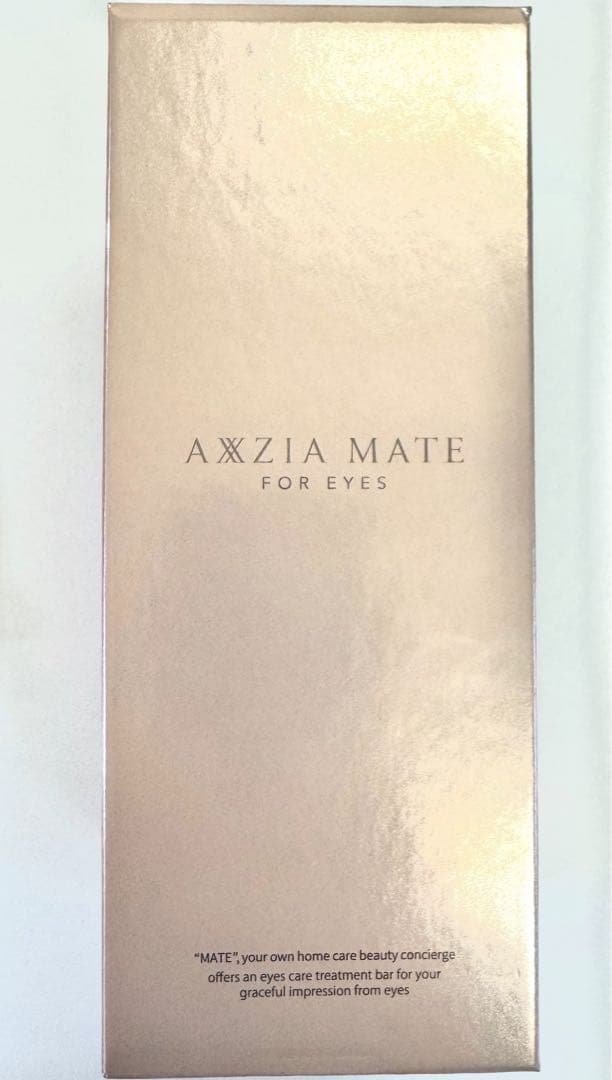 AXXZIA MATE
FOR EYES
“MATE”, your own home care beauty concierge
offers an eyes care treatment bar for your
graceful impression from eyes